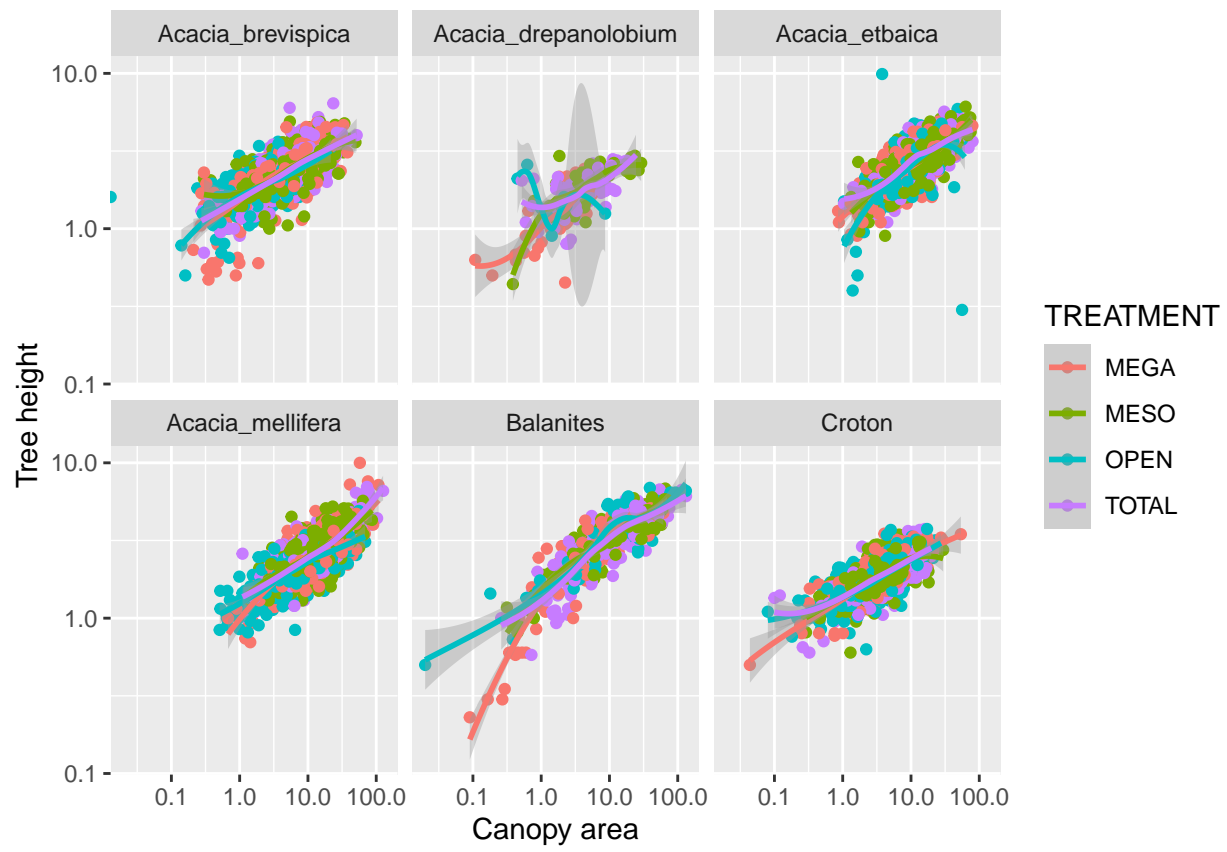 Acacia_brevispica Acacia_drepanolobium Acacia_etbaica
10.0
1.0
0.1
Tree height
Acacia_mellifera Balanites Croton
10.0
1.0
0.1
0.1 1.0 10.0 100.0 0.1 1.0 10.0 100.0 0.1 1.0 10.0 100.0
Canopy area
TREATMENT
MEGA
MESO
OPEN
TOTAL